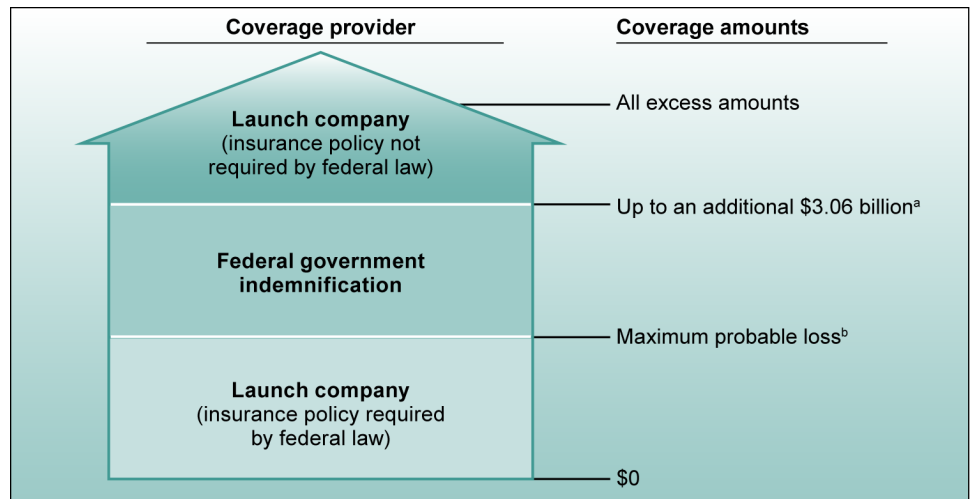 Coverage provider
Coverage amounts
Launch company
(insurance policy not
required by federal law)
All excess amounts
Up to an additional $3.06 billionᵃ
Federal government
indemnification
Maximum probable lossᵇ
Launch company
(insurance policy required
by federal law)
$0